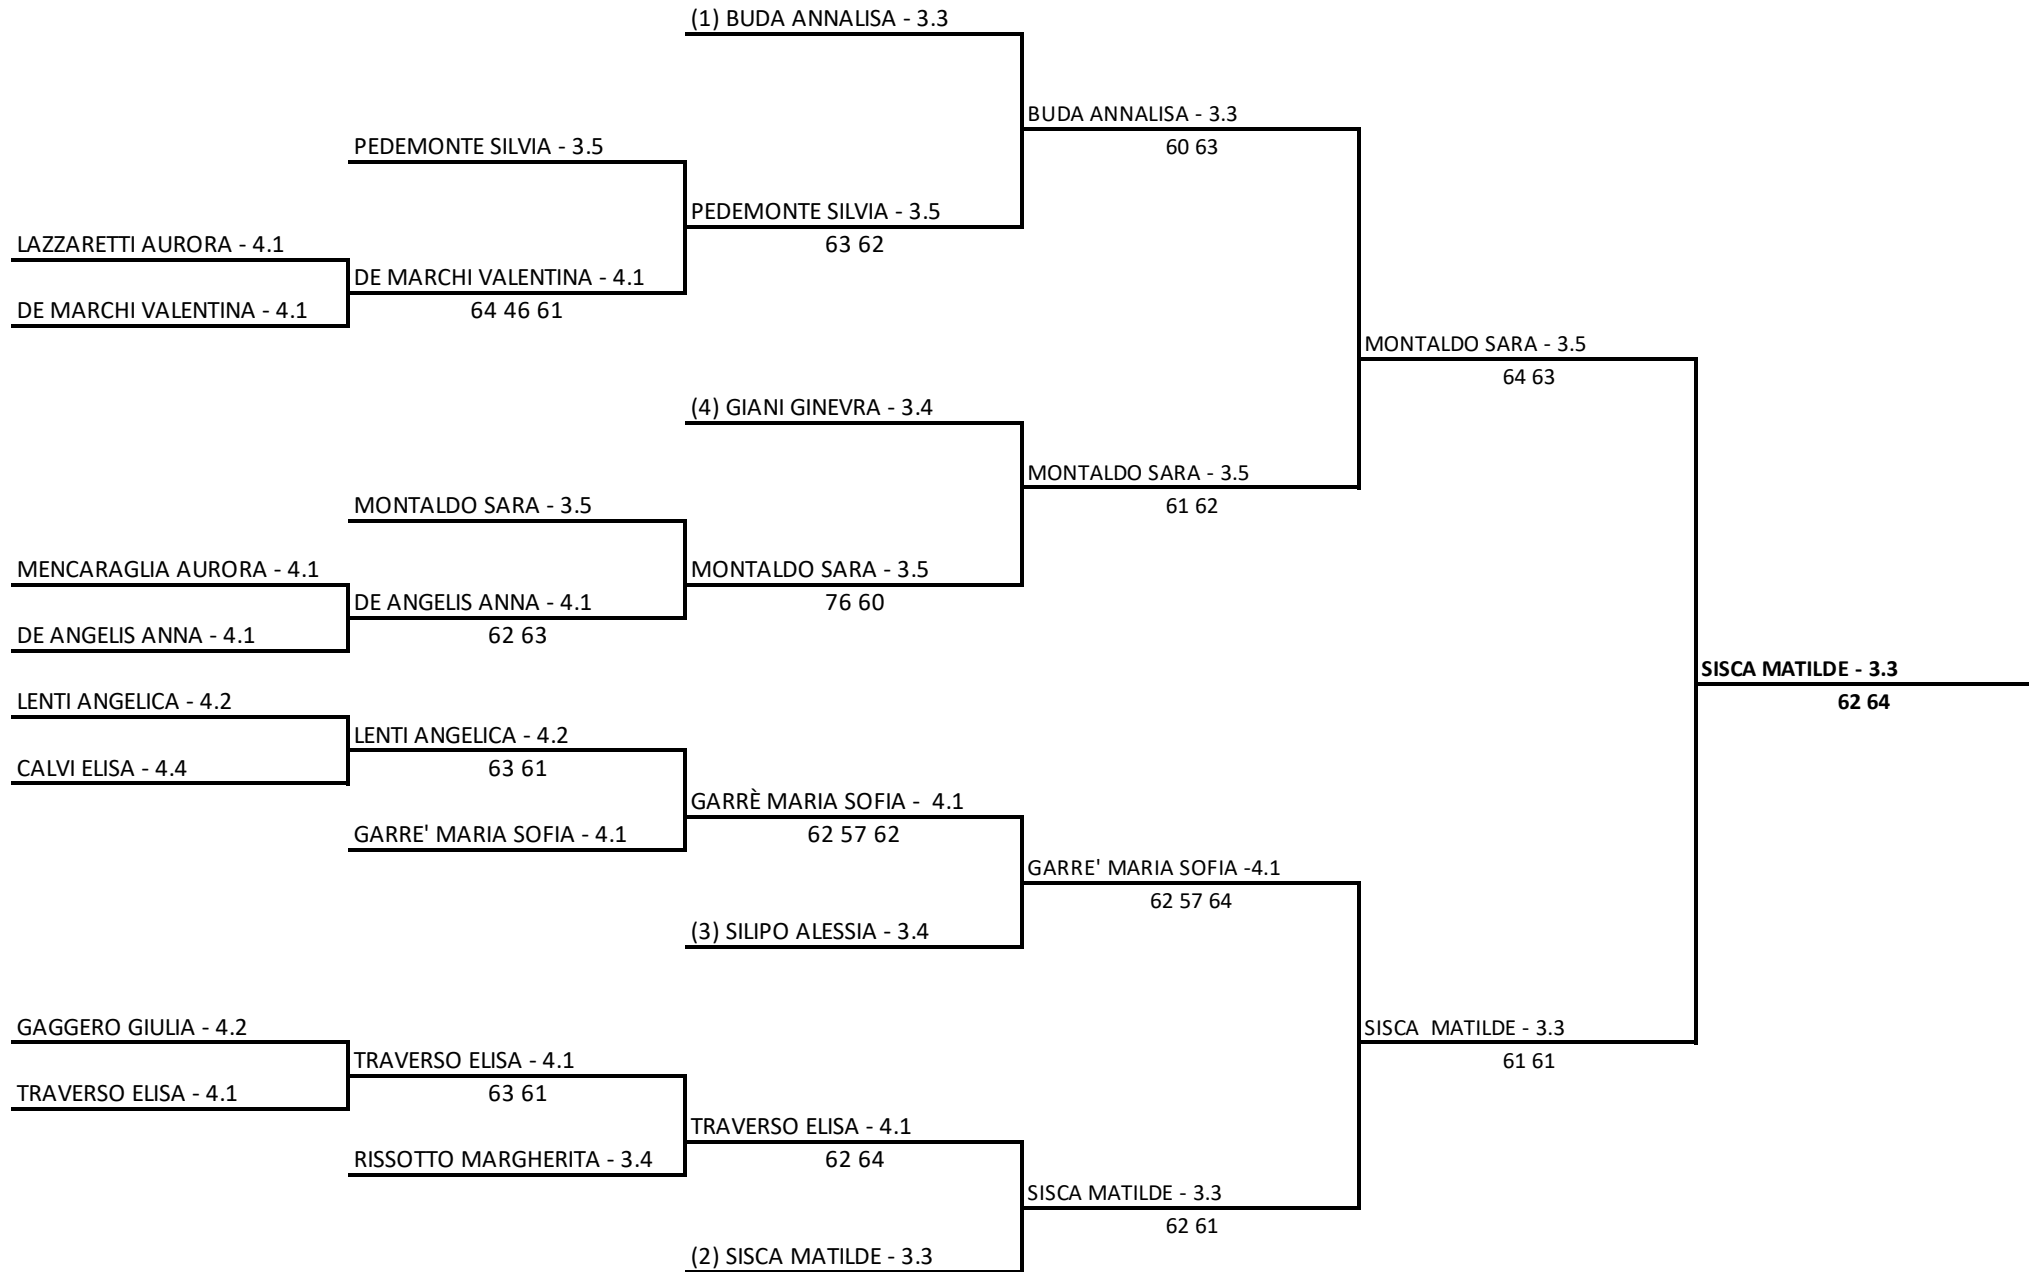 (1) BUDA ANNALISA - 3.3
BUDA ANNALISA - 3.3
60 63
PEDEMONTE SILVIA - 3.5
PEDEMONTE SILVIA - 3.5
63 62
LAZZARETTI AURORA - 4.1
DE MARCHI VALENTINA - 4.1
64 46 61
DE MARCHI VALENTINA - 4.1
MONTALDO SARA - 3.5
64 63
(4) GIANI GINEVRA - 3.4
MONTALDO SARA - 3.5
61 62
MONTALDO SARA - 3.5
MENCARAGLIA AURORA - 4.1
MONTALDO SARA - 3.5
76 60
DE ANGELIS ANNA - 4.1
62 63
DE ANGELIS ANNA - 4.1
SISCA MATILDE - 3.3
62 64
LENTI ANGELICA - 4.2
LENTI ANGELICA - 4.2
63 61
CALVI ELISA - 4.4
GARRÈ MARIA SOFIA -  4.1
62 57 62
GARRE' MARIA SOFIA - 4.1
GARRE' MARIA SOFIA -4.1
62 57 64
(3) SILIPO ALESSIA - 3.4
GAGGERO GIULIA - 4.2
SISCA  MATILDE - 3.3
61 61
TRAVERSO ELISA - 4.1
63 61
TRAVERSO ELISA - 4.1
TRAVERSO ELISA - 4.1
62 64
RISSOTTO MARGHERITA - 3.4
SISCA MATILDE - 3.3
62 61
(2) SISCA MATILDE - 3.3